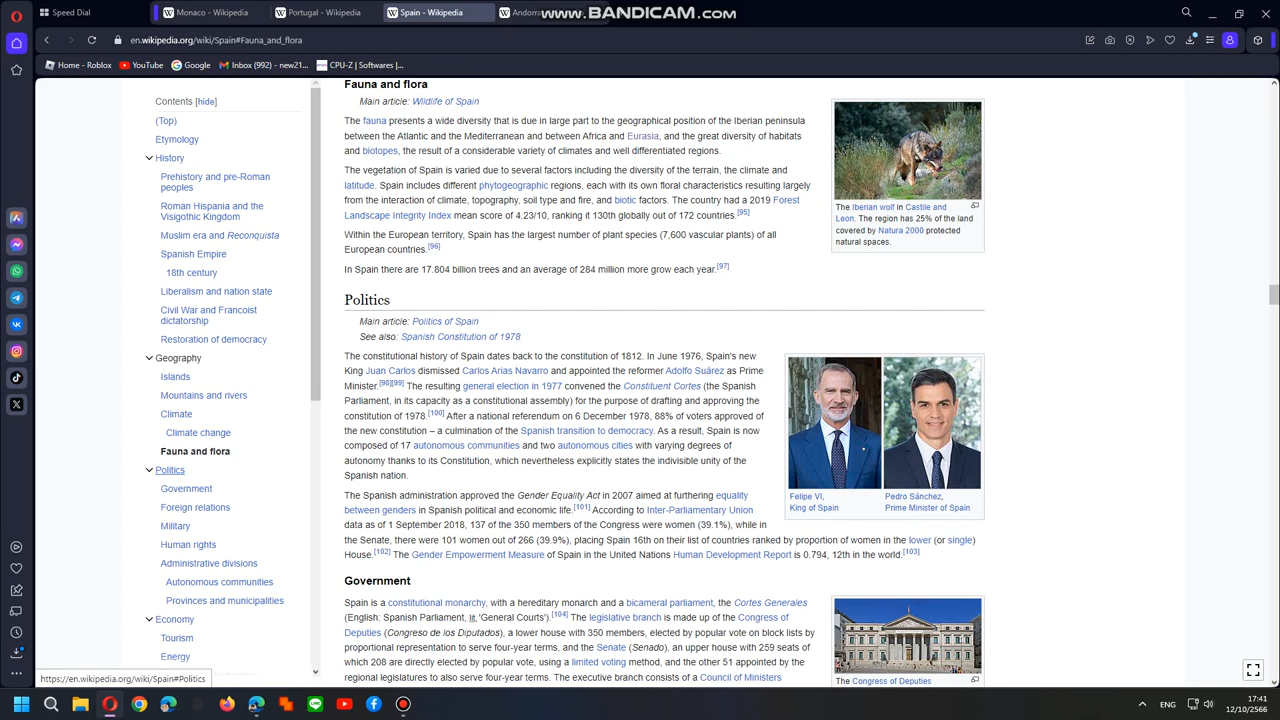 Speed Dial
Monaco - Wikipedia
Portugal - Wikipedia
Spain - Wikipedia
Andorra
www.BANDICAM.com
en.wikipedia.org/wiki/Spain#Fauna_and_flora
Home - Roblox
YouTube
Google
Inbox (992) - new21...
CPU-Z | Softwares |...
Contents [hide]
(Top)
Etymology
History
Prehistory and pre-Roman
peoples
Roman Hispania and the
Visigothic Kingdom
Muslim era and Reconquista
Spanish Empire
18th century
Liberalism and nation state
Civil War and Francoist
dictatorship
Restoration of democracy
Geography
Islands
Mountains and rivers
Climate
Climate change
Fauna and flora
Politics
Government
Foreign relations
Military
Human rights
Administrative divisions
Autonomous communities
Provinces and municipalities
Economy
Tourism
Energy
https://en.wikipedia.org/wiki/Spain#Politics
Fauna and flora
Main article: Wildlife of Spain
The fauna presents a wide diversity that is due in large part to the geographical position of the Iberian peninsula
between the Atlantic and the Mediterranean and between Africa and Eurasia, and the great diversity of habitats
and biotopes, the result of a considerable variety of climates and well differentiated regions.
The vegetation of Spain is varied due to several factors including the diversity of the terrain, the climate and
latitude. Spain includes different phytogeographic regions, each with its own floral characteristics resulting largely
from the interaction of climate, topography, soil type and fire, and biotic factors. The country had a 2019 Forest
Landscape Integrity Index mean score of 4.23/10, ranking it 130th globally out of 172 countries.[95]
Within the European territory, Spain has the largest number of plant species (7,600 vascular plants) of all
European countries.[96]
In Spain there are 17.804 billion trees and an average of 284 million more grow each year.[97]
The Iberian wolf in Castile and
Leon. The region has 25% of the land
covered by Natura 2000 protected
natural spaces.
Politics
Main article: Politics of Spain
See also: Spanish Constitution of 1978
The constitutional history of Spain dates back to the constitution of 1812. In June 1976, Spain's new
King Juan Carlos dismissed Carlos Arias Navarro and appointed the reformer Adolfo Suárez as Prime
Minister.[98][99] The resulting general election in 1977 convened the Constituent Cortes (the Spanish
Parliament, in its capacity as a constitutional assembly) for the purpose of drafting and approving the
constitution of 1978.[100] After a national referendum on 6 December 1978, 88% of voters approved of
the new constitution – a culmination of the Spanish transition to democracy. As a result, Spain is now
composed of 17 autonomous communities and two autonomous cities with varying degrees of
autonomy thanks to its Constitution, which nevertheless explicitly states the indivisible unity of the
Spanish nation.
Felipe VI,
King of Spain
Pedro Sánchez,
Prime Minister of Spain
The Spanish administration approved the Gender Equality Act in 2007 aimed at furthering equality
between genders in Spanish political and economic life.[101] According to Inter-Parliamentary Union
data as of 1 September 2018, 137 of the 350 members of the Congress were women (39.1%), while in
the Senate, there were 101 women out of 266 (39.9%), placing Spain 16th on their list of countries ranked by proportion of women in the lower (or single)
House.[102] The Gender Empowerment Measure of Spain in the United Nations Human Development Report is 0.794, 12th in the world.[103]
Government
Spain is a constitutional monarchy, with a hereditary monarch and a bicameral parliament, the Cortes Generales
(English: Spanish Parliament, lit. 'General Courts').[104] The legislative branch is made up of the Congress of
Deputies (Congreso de los Diputados), a lower house with 350 members, elected by popular vote on block lists by
proportional representation to serve four-year terms, and the Senate (Senado), an upper house with 259 seats of
which 208 are directly elected by popular vote, using a limited voting method, and the other 51 appointed by the
regional legislatures to also serve four-year terms. The executive branch consists of a Council of Ministers
The Congress of Deputies
ENG
17:41
12/10/2566